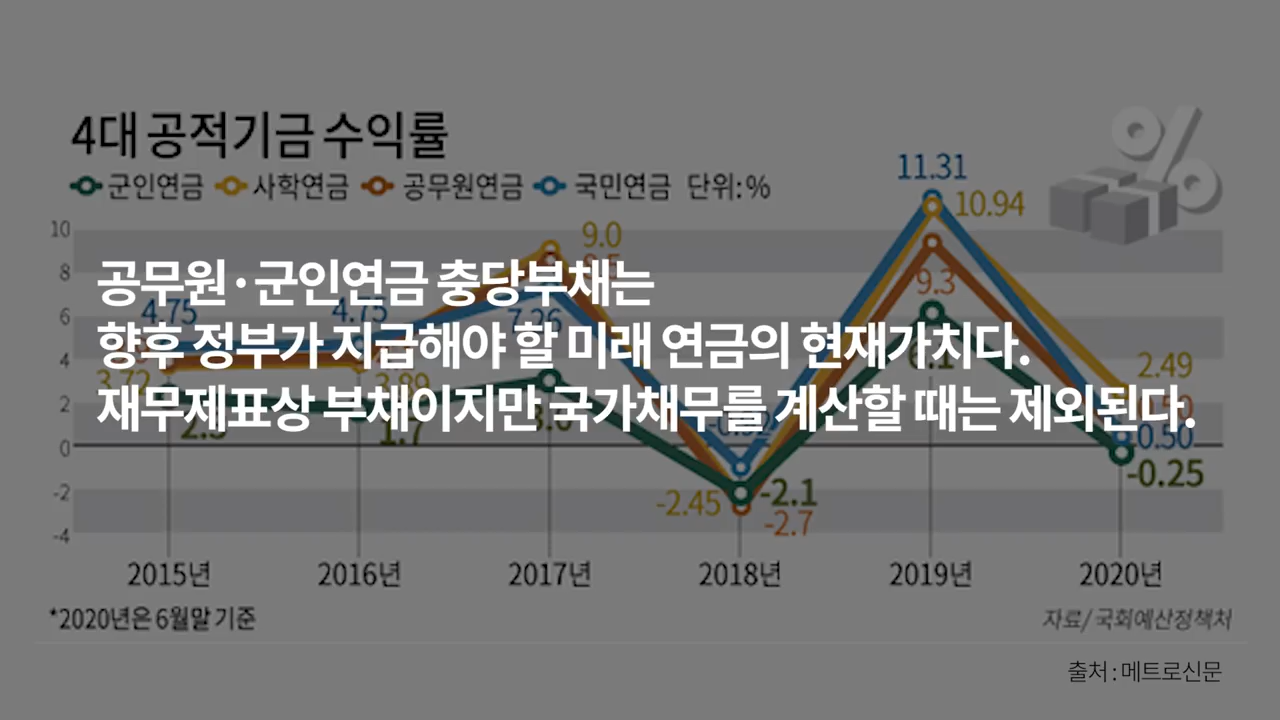 4대 공적기금 수익률
군인연금 사학연금 공무원연금 국민연금 단위:%
11.31
10.94
10
9.0
8
공무원·군인연금 충당부채는
9.3
6
4.75
4.75
7.26
향후 정부가 지급해야 할 미래 연금의 현재가치다.
4
2.49
3.72
재무제표상 부채이지만 국가채무를 계산할 때는 제외된다.
2
1.7
0
0.50
-0.25
-2
-2.45
-2.1
-2.7
-4
2015년 2016년 2017년 2018년 2019년 2020년
*2020년은 6월말 기준
자료/국회예산정책처
출처 : 메트로신문